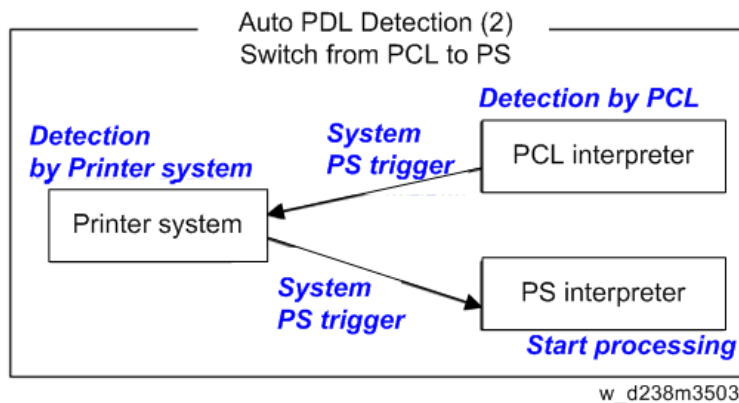 Auto PDL Detection (2)
Switch from PCL to PS
Detection by PCL
Detection
by Printer system
System
PS trigger
PCL interpreter
Printer system
System
PS trigger
PS interpreter
Start processing
w_d238m3503